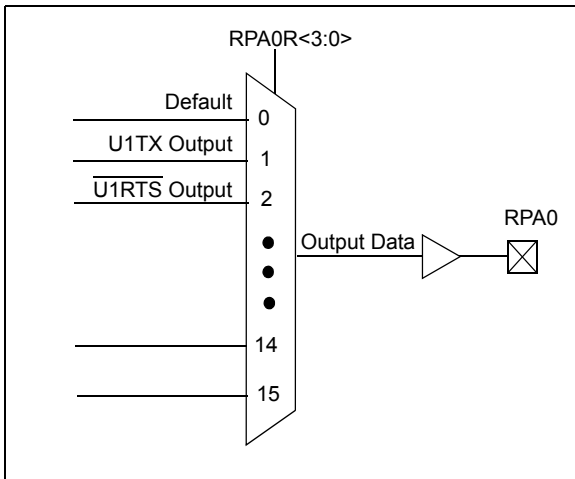 RPA0R<3:0>
Default
0
U1TX Output
1
U1RTS Output
2
RPA0
Output Data
14
15